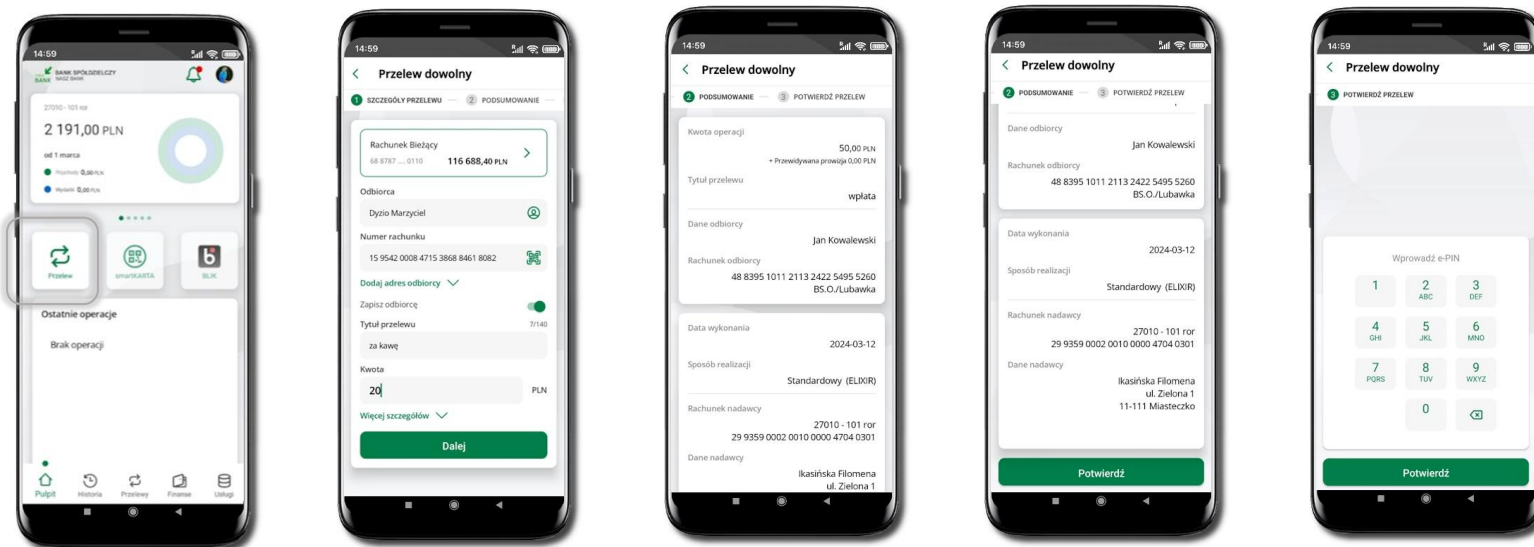 14:59
BANK SPÓŁDZIELCZY
BANK NASZ BANK
27010 - 101 ror
2 191,00 PLN
od 1 marca
Przychody 0,00 PLN
Wydatki 0,00 PLN
Przelew
smartKARTA
BLIK
Ostatnie operacje
Brak operacji
Pulpit
Historia
Przelewy
Finanse
Usługi
14:59
Przelew dowolny
1 SZCZEGÓŁY PRZELEWU
2 PODSUMOWANIE
Rachunek Bieżący
68 8787 .... 0110 116 688,40 PLN
Odbiorca
Dyzio Marzyciel
Numer rachunku
15 9542 0008 4715 3868 8461 8082
Dodaj adres odbiorcy
Zapisz odbiorcę
Tytuł przelewu 7/140
za kawę
Kwota
20 PLN
Więcej szczegółów
Dalej
14:59
Przelew dowolny
2 PODSUMOWANIE
3 POTWIERDŹ PRZELEW
Kwota operacji
50,00 PLN
+ Przewidywana prowizja 0,00 PLN
Tytuł przelewu
wpłata
Dane odbiorcy
Jan Kowalewski
Rachunek odbiorcy
48 8395 1011 2113 2422 5495 5260
BS.O./Lubawka
Data wykonania
2024-03-12
Sposób realizacji
Standardowy (ELIXIR)
Rachunek nadawcy
27010 - 101 ror
29 9359 0002 0010 0000 4704 0301
Dane nadawcy
Ikasińska Filomena
ul. Zielona 1
14:59
Przelew dowolny
2 PODSUMOWANIE
3 POTWIERDŹ PRZELEW
Dane odbiorcy
Jan Kowalewski
Rachunek odbiorcy
48 8395 1011 2113 2422 5495 5260
BS.O./Lubawka
Data wykonania
2024-03-12
Sposób realizacji
Standardowy (ELIXIR)
Rachunek nadawcy
27010 - 101 ror
29 9359 0002 0010 0000 4704 0301
Dane nadawcy
Ikasińska Filomena
ul. Zielona 1
11-111 Miasteczko
Potwierdź
14:59
Przelew dowolny
3 POTWIERDŹ PRZELEW
Wprowadź e-PIN
1 2 3
ABC DEF
4 5 6
GHI JKL MNO
7 8 9
PQRS TUV WXYZ
0
Potwierdź